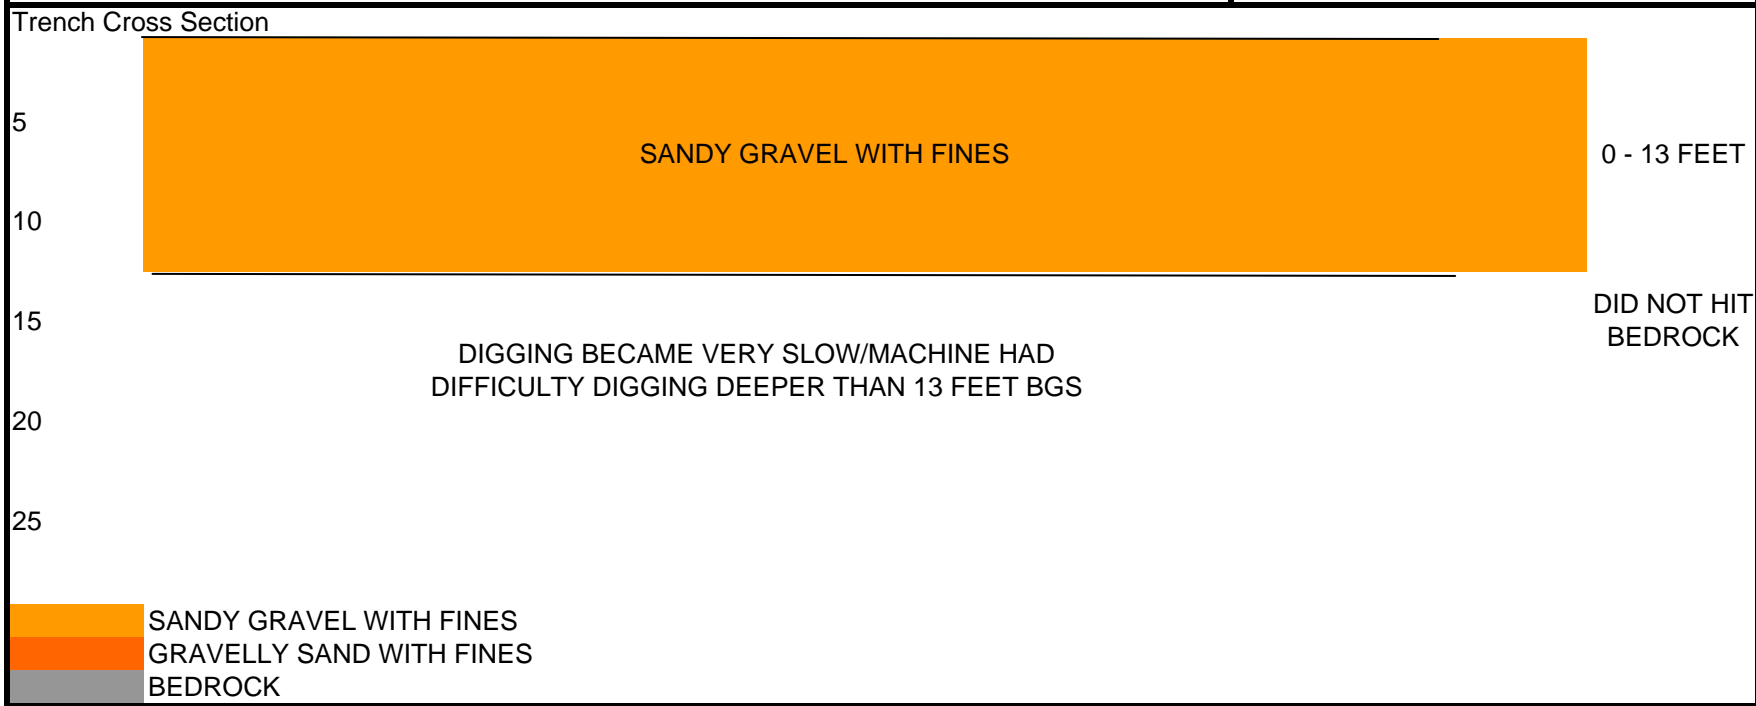 Trench Cross Section
5
SANDY GRAVEL WITH FINES
0 - 13 FEET
10
15
DID NOT HIT
BEDROCK
DIGGING BECAME VERY SLOW/MACHINE HAD
DIFFICULTY DIGGING DEEPER THAN 13 FEET BGS
20
25
SANDY GRAVEL WITH FINES
GRAVELLY SAND WITH FINES
BEDROCK